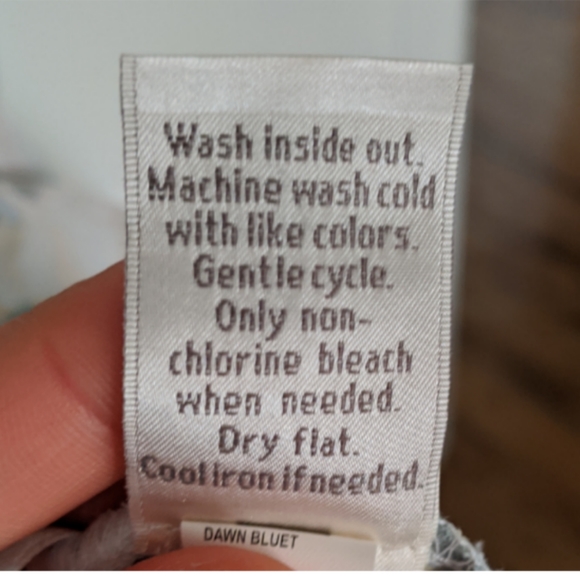 Wash inside out.
Machine wash cold
with like colors.
Gentle cycle.
Only non-
chlorine bleach
when needed.
Dry flat.
Cool iron if needed.
DAWN BLUET